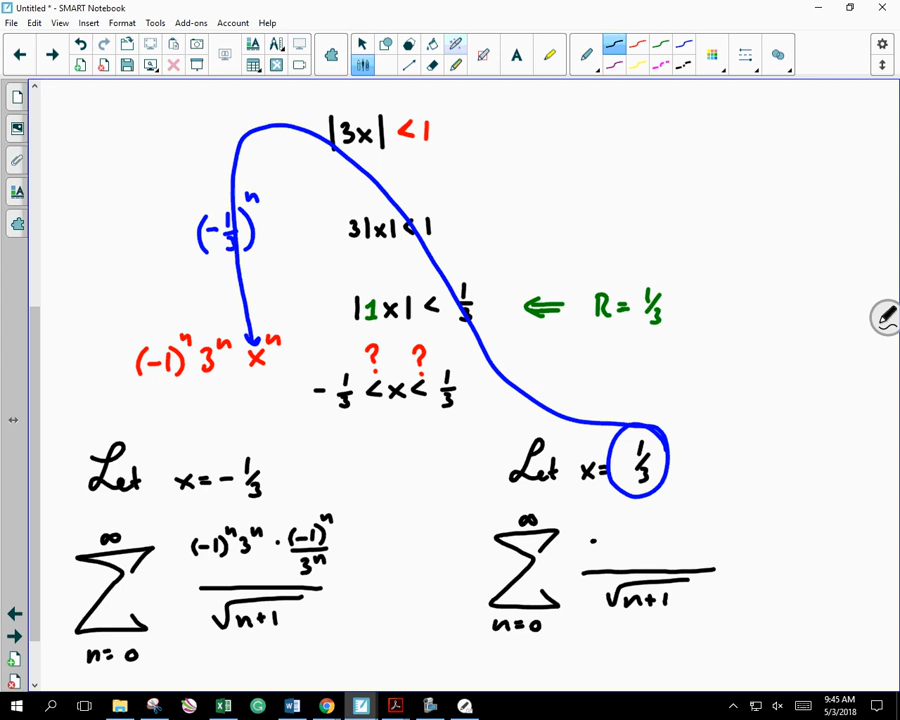 Untitled * - SMART Notebook
File Edit View Insert Format Tools Add-ons Account Help
|3x| < 1
(-1/3)^n
3|x| < 1
|1x| < 1/3 ⇐ R = 1/3
(-1)^n 3^n x^n
? ?
-1/3 < x < 1/3
Let x = -1/3
Let x = 1/3
∞ (-1)^n 3^n · (-1)^n/3^n
Σ
√n+1
n = 0
∞
Σ
√n+1
n = 0
9:45 AM
5/3/2018